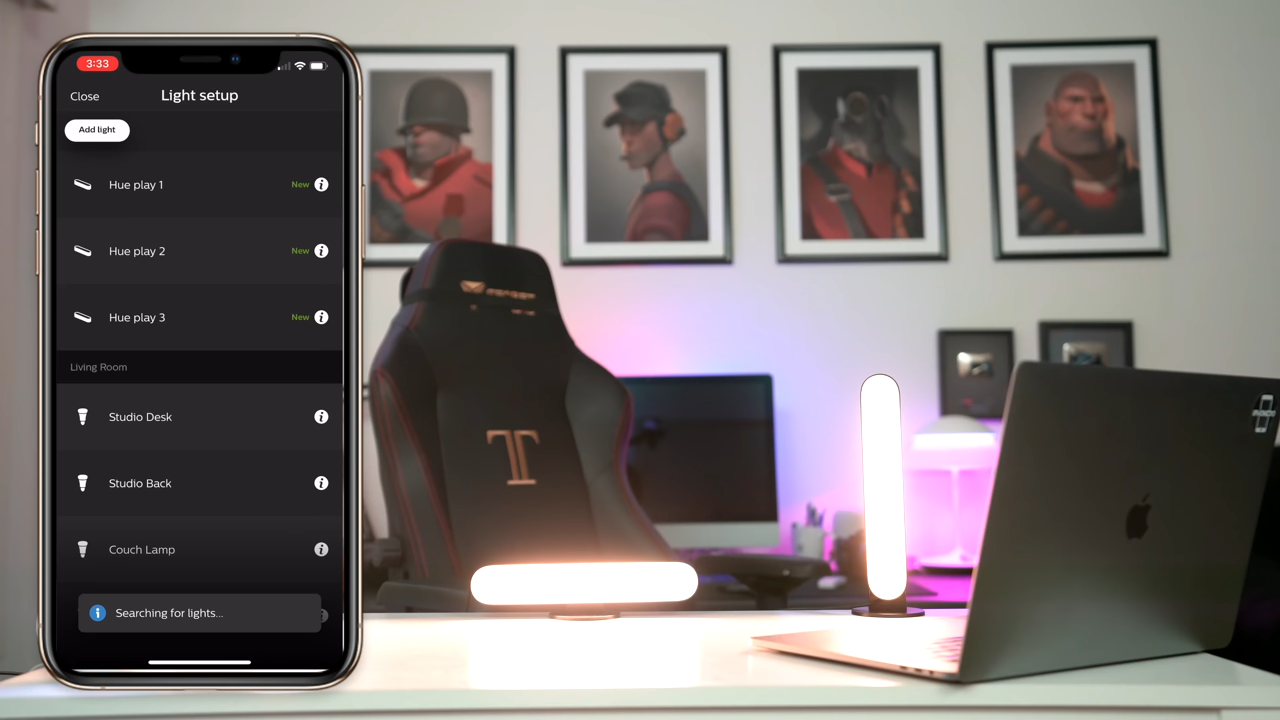 3:33
Close
Light setup
Add light
Hue play 1
New
Hue play 2
New
Hue play 3
New
Living Room
Studio Desk
Studio Back
Couch Lamp
Searching for lights...